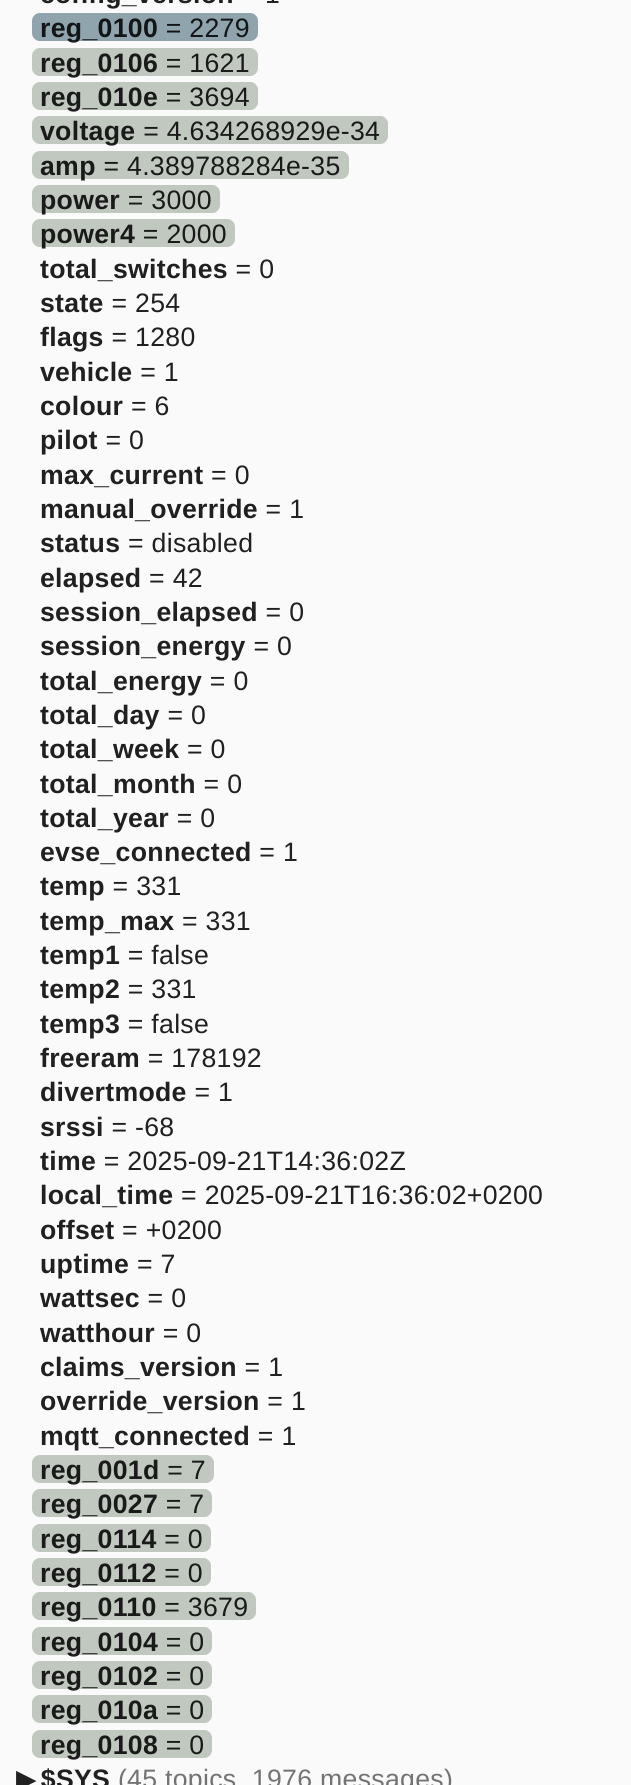 config_version = 1
reg_0100 = 2279
reg_0106 = 1621
reg_010e = 3694
voltage = 4.634268929e-34
amp = 4.389788284e-35
power = 3000
power4 = 2000
total_switches = 0
state = 254
flags = 1280
vehicle = 1
colour = 6
pilot = 0
max_current = 0
manual_override = 1
status = disabled
elapsed = 42
session_elapsed = 0
session_energy = 0
total_energy = 0
total_day = 0
total_week = 0
total_month = 0
total_year = 0
evse_connected = 1
temp = 331
temp_max = 331
temp1 = false
temp2 = 331
temp3 = false
freeram = 178192
divertmode = 1
srssi = -68
time = 2025-09-21T14:36:02Z
local_time = 2025-09-21T16:36:02+0200
offset = +0200
uptime = 7
wattsec = 0
watthour = 0
claims_version = 1
override_version = 1
mqtt_connected = 1
reg_001d = 7
reg_0027 = 7
reg_0114 = 0
reg_0112 = 0
reg_0110 = 3679
reg_0104 = 0
reg_0102 = 0
reg_010a = 0
reg_0108 = 0
▶$SYS (45 topics, 1976 messages)